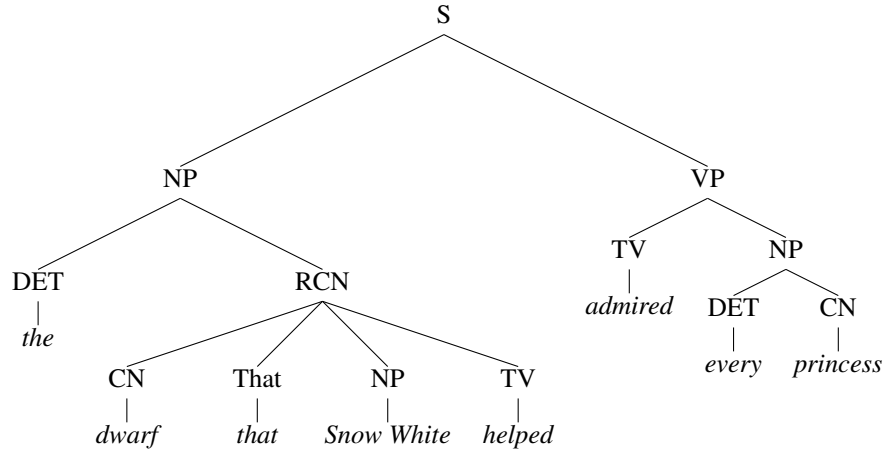 S
NP VP
TV NP
DET RCN
admired DET CN
the
every princess
CN That NP TV
dwarf that Snow White helped